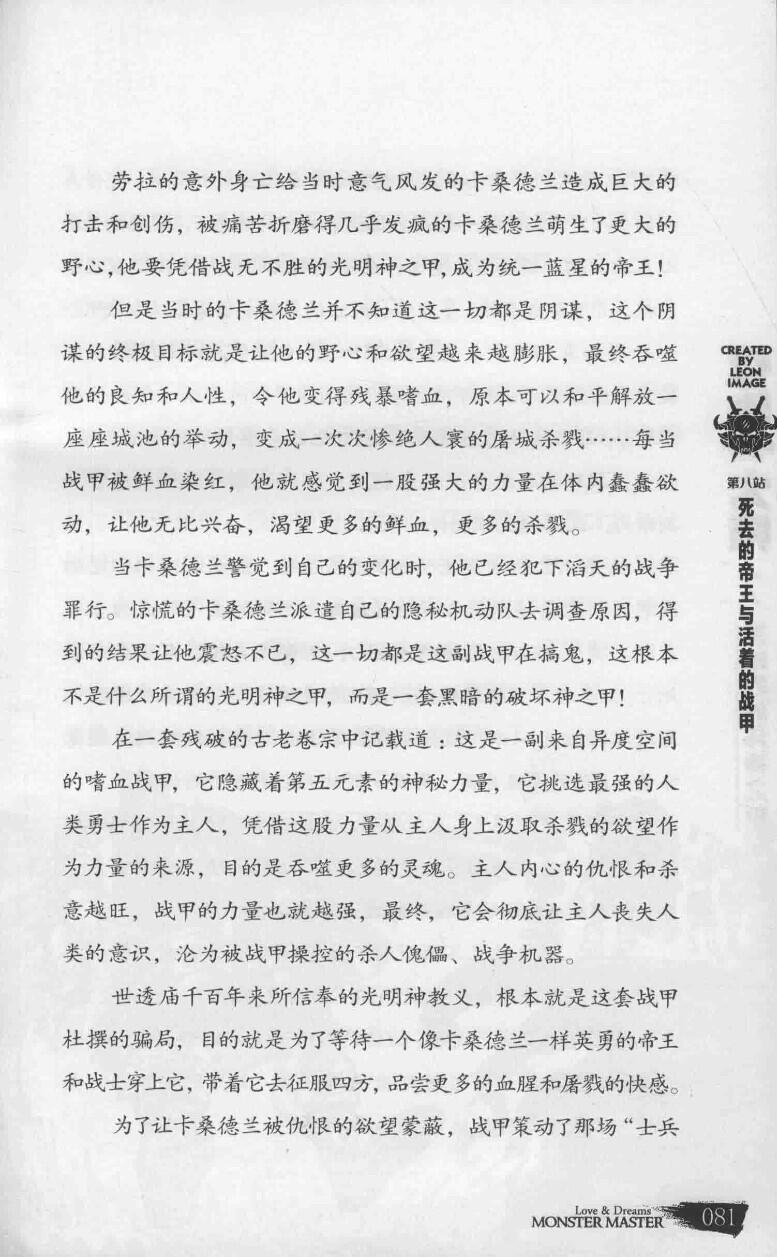 劳拉的意外身亡给当时意气风发的卡桑德兰造成巨大的
打击和创伤，被痛苦折磨得几乎发疯的卡桑德兰萌生了更大的
野心，他要凭借战无不胜的光明神之甲，成为统一蓝星的帝王！
但是当时的卡桑德兰并不知道这一切都是阴谋，这个阴
谋的终极目标就是让他的野心和欲望越来越膨胀，最终吞噬
他的良知和人性，令他变得残暴嗜血，原本可以和平解放一
座座城池的举动，变成一次次惨绝人寰的屠城杀戮……每当
战甲被鲜血染红，他就感觉到一股强大的力量在体内蠢蠢欲
动，让他无比兴奋，渴望更多的鲜血，更多的杀戮。
当卡桑德兰警觉到自己的变化时，他已经犯下滔天的战争
罪行。惊慌的卡桑德兰派遣自己的隐秘机动队去调查原因，得
到的结果让他震怒不已，这一切都是这副战甲在搞鬼，这根本
不是什么所谓的光明神之甲，而是一套黑暗的破坏神之甲！
在一套残破的古老卷宗中记载道：这是一副来自异度空间
的嗜血战甲，它隐藏着第五元素的神秘力量，它挑选最强的人
类勇士作为主人，凭借这股力量从主人身上汲取杀戮的欲望作
为力量的来源，目的是吞噬更多的灵魂。主人内心的仇恨和杀
意越旺，战甲的力量也就越强，最终，它会彻底让主人丧失人
类的意识，沦为被战甲操控的杀人傀儡、战争机器。
世透庙千百年来所信奉的光明神教义，根本就是这套战甲
杜撰的骗局，目的就是为了等待一个像卡桑德兰一样英勇的帝王
和战士穿上它，带着它去征服四方，品尝更多的血腥和屠戮的快感。
为了让卡桑德兰被仇恨的欲望蒙蔽，战甲策动了那场“士兵
CREATED
BY
LEON
IMAGE
第八站
死去的帝王与活着的战甲
Love & Dreams
MONSTER MASTER
081